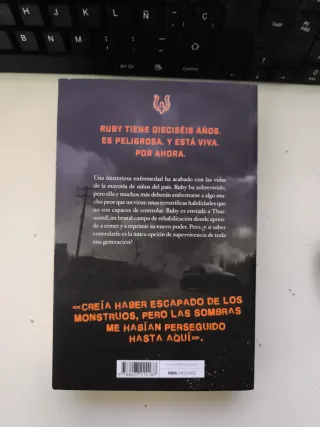 RUBY TIENE DIECISÉIS AÑOS.
ES PELIGROSA. Y ESTÁ VIVA.
POR AHORA.
Una misteriosa enfermedad ha acabado con las vidas
de la mayoría de niños del país. Ruby ha sobrevivido,
pero ella y muchos más deberán enfrentarse a algo mu-
cho peor que un virus: unas terroríficas habilidades que
no son capaces de controlar. Ruby es enviada a Thur-
mond, un brutal campo de rehabilitación donde apren-
de a temer y a reprimir su nuevo poder. Pero ¿y si saber
controlarlo es la única opción de supervivencia de toda
una generación?
«CREÍA HABER ESCAPADO DE LOS
MONSTRUOS, PERO LAS SOMBRAS
ME HABÍAN PERSEGUIDO
HASTA AQUÍ».
RBA MOLINO